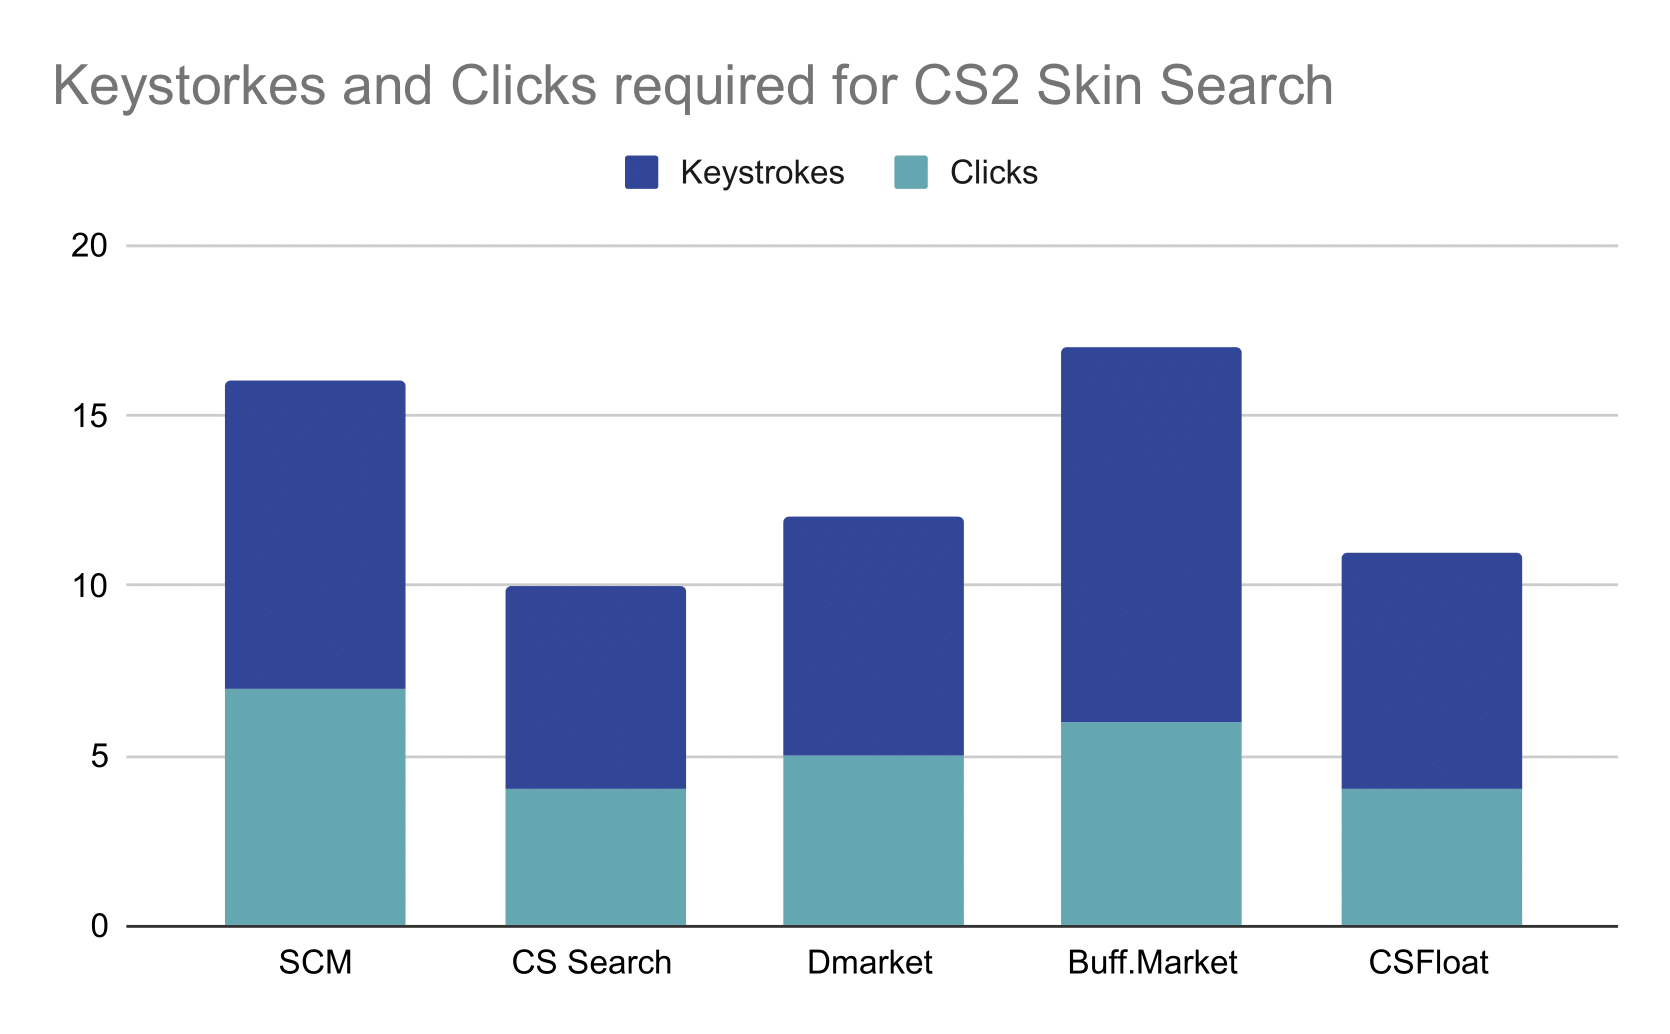 Keystorkes and Clicks required for CS2 Skin Search
Keystrokes Clicks
20
15
10
5
0
SCM CS Search Dmarket Buff.Market CSFloat